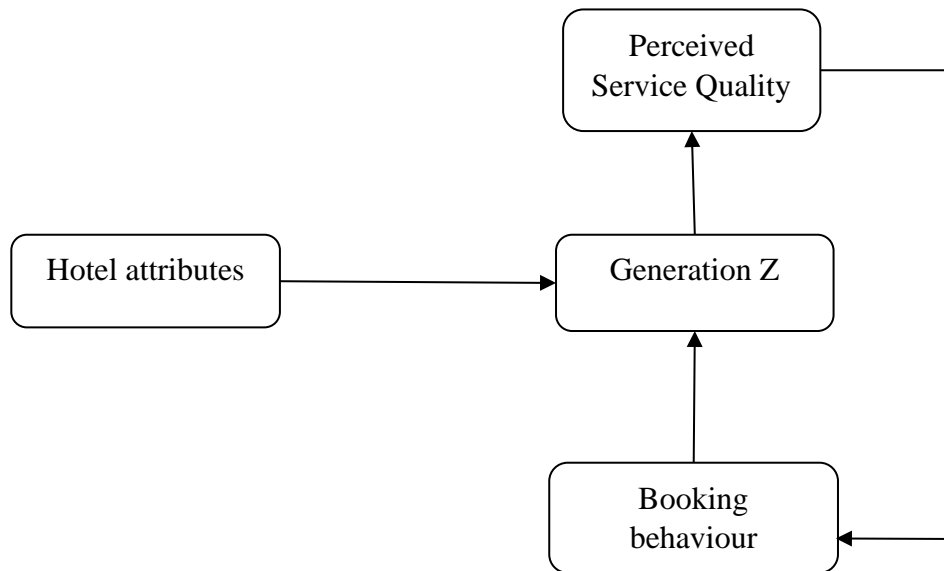 Perceived
Service Quality
Hotel attributes
Generation Z
Booking
behaviour